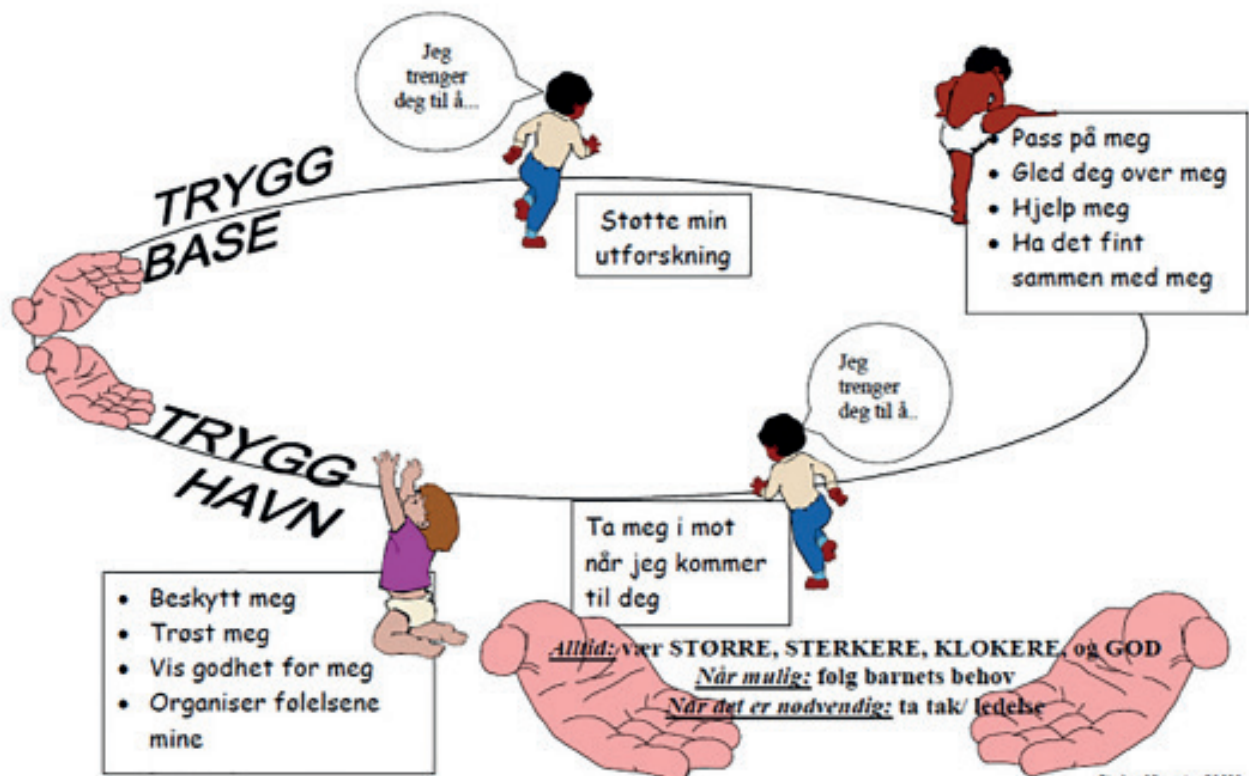 Jeg
trenger
deg til å...
TRYGG
BASE
Støtte min
utforskning
• Pass på meg
• Gled deg over meg
• Hjelp meg
• Ha det fint
sammen med meg
Jeg
trenger
deg til å..
TRYGG
HAVN
Ta meg i mot
når jeg kommer
til deg
• Beskytt meg
• Trøst meg
• Vis godhet for meg
• Organiser følelsene
mine
Alltid: vær STØRRE, STERKERE, KLOKERE, og GOD
Når mulig: følg barnets behov
Når det er nødvendig: ta tak/ ledelse